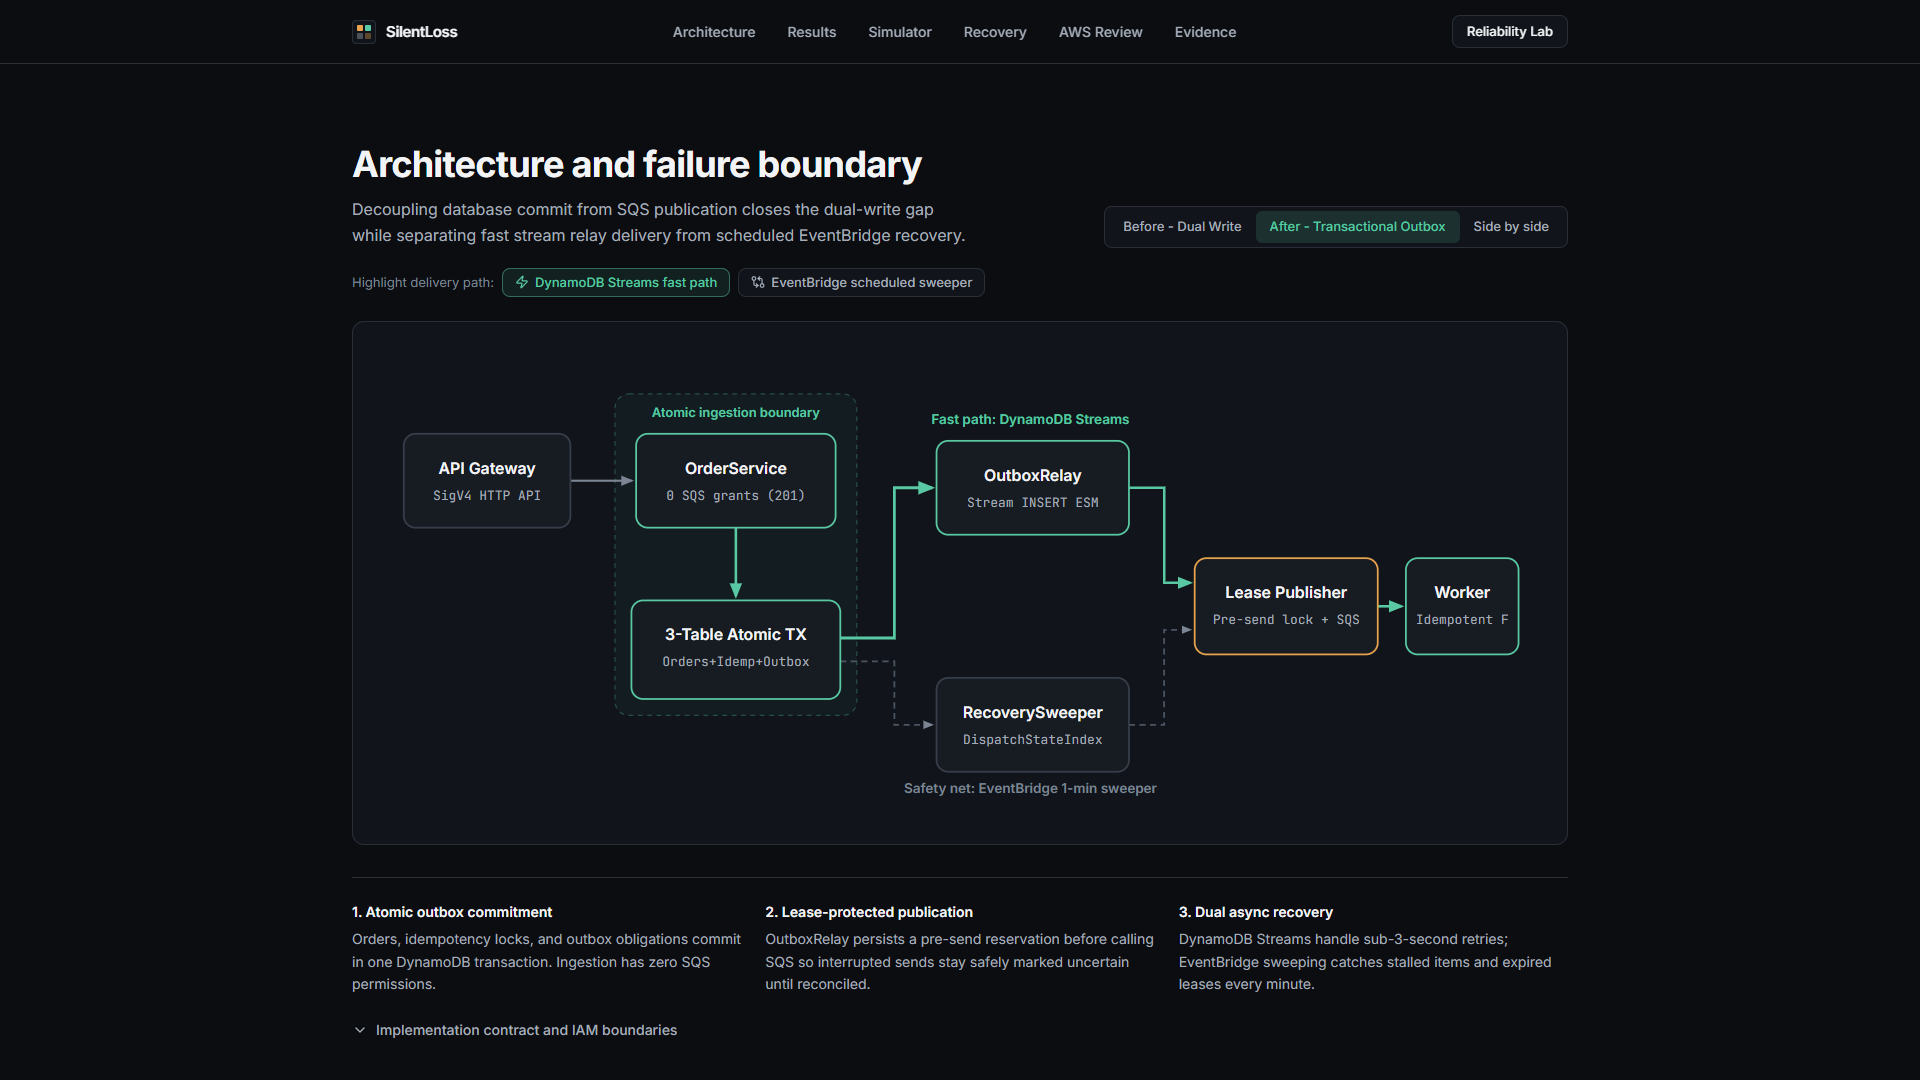 SilentLoss
Architecture
Results
Simulator
Recovery
AWS Review
Evidence
Reliability Lab
Architecture and failure boundary
Decoupling database commit from SQS publication closes the dual-write gap
while separating fast stream relay delivery from scheduled EventBridge recovery.
Before - Dual Write
After - Transactional Outbox
Side by side
Highlight delivery path:
DynamoDB Streams fast path
EventBridge scheduled sweeper
Atomic ingestion boundary
API Gateway
SigV4 HTTP API
OrderService
0 SQS grants (201)
3-Table Atomic TX
Orders+Idemp+Outbox
Fast path: DynamoDB Streams
OutboxRelay
Stream INSERT ESM
Lease Publisher
Pre-send lock + SQS
Worker
Idempotent F
RecoverySweeper
DispatchStateIndex
Safety net: EventBridge 1-min sweeper
1. Atomic outbox commitment
Orders, idempotency locks, and outbox obligations commit
in one DynamoDB transaction. Ingestion has zero SQS
permissions.
2. Lease-protected publication
OutboxRelay persists a pre-send reservation before calling
SQS so interrupted sends stay safely marked uncertain
until reconciled.
3. Dual async recovery
DynamoDB Streams handle sub-3-second retries;
EventBridge sweeping catches stalled items and expired
leases every minute.
Implementation contract and IAM boundaries